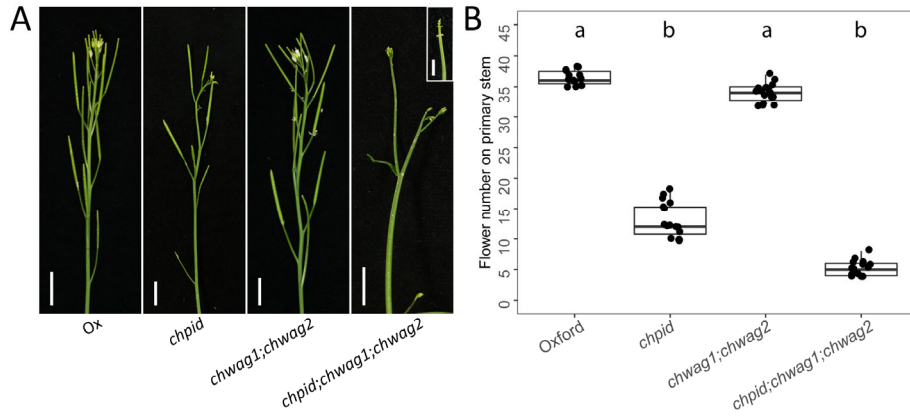 A
Ox
chpid
chwag1;chwag2
chpid;chwag1;chwag2
B
Flower number on primary stem
45
40
35
30
25
20
15
10
5
0
a
b
a
b
Oxford
chpid
chwag1;chwag2
chpid;chwag1;chwag2